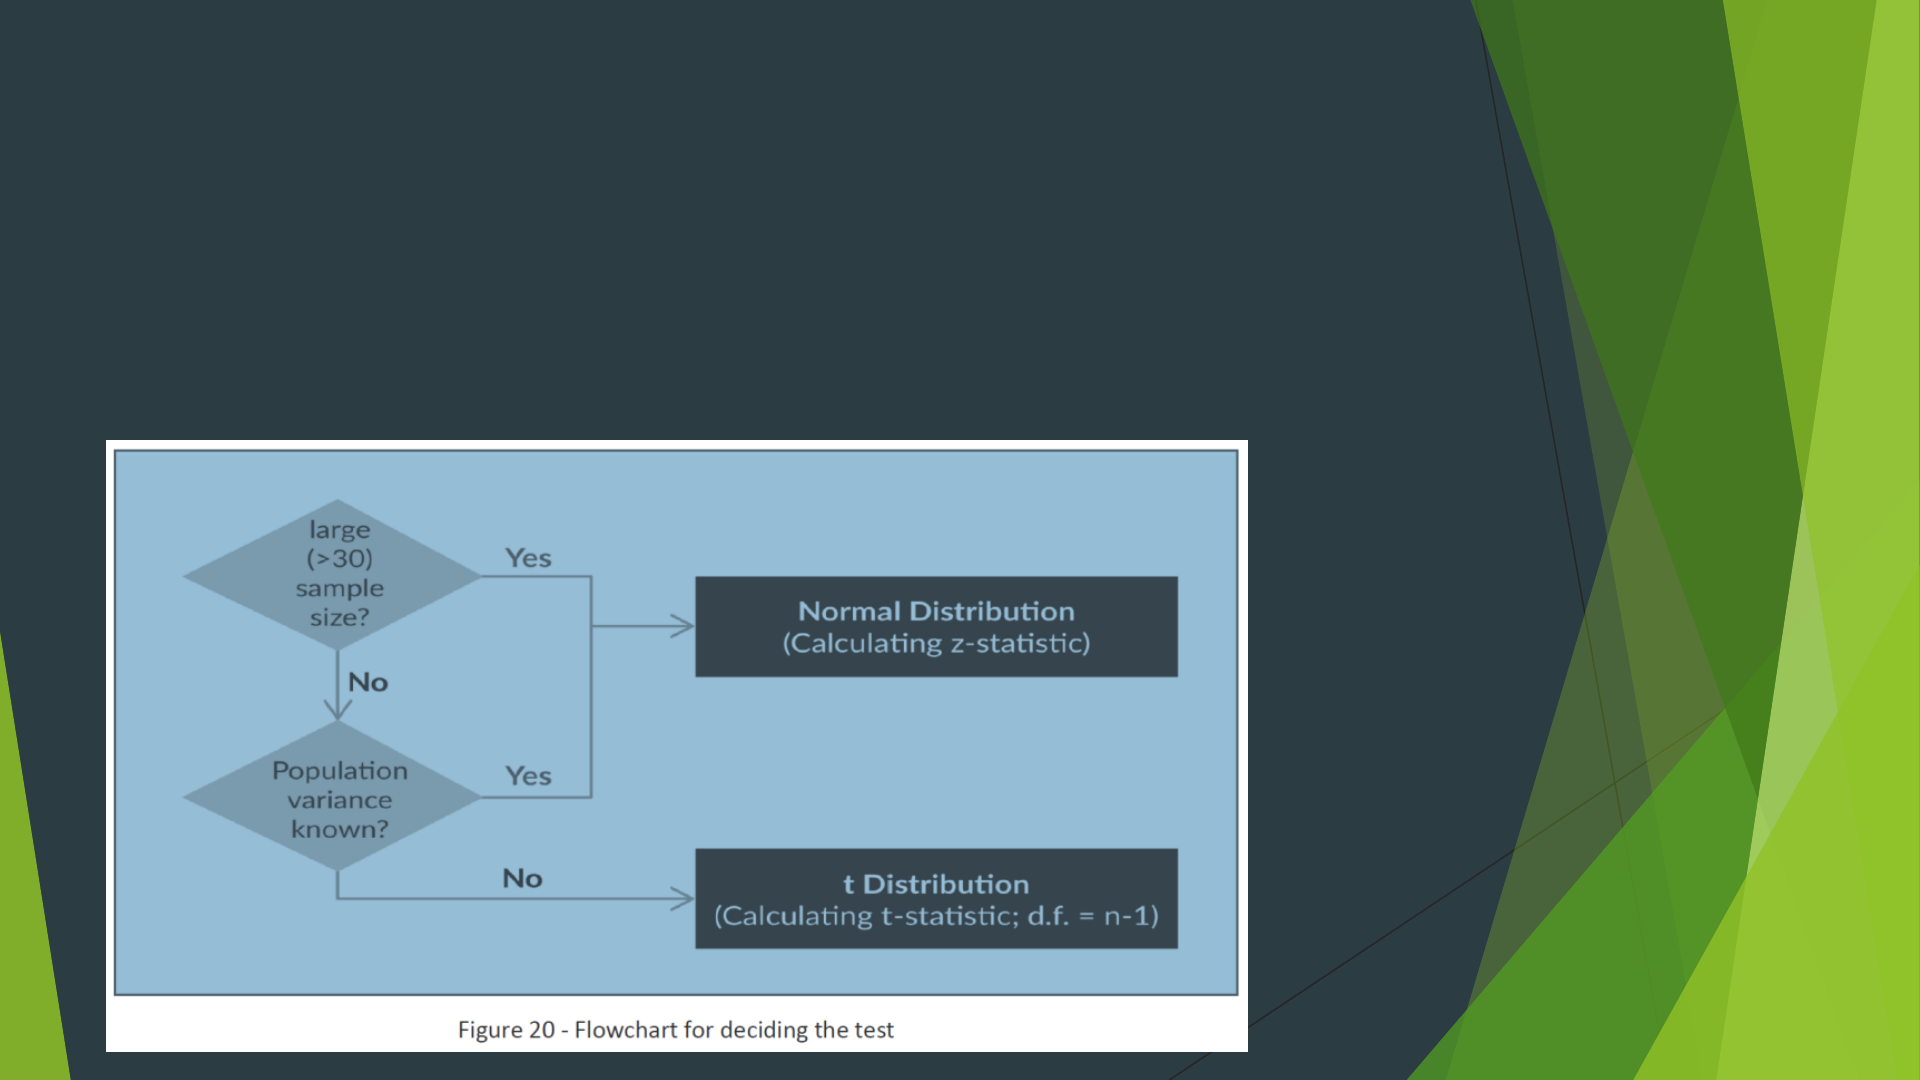 large
(>30)
sample
size?
Yes
Normal Distribution
(Calculating z-statistic)
No
Population
variance
known?
Yes
No
t Distribution
(Calculating t-statistic; d.f. = n-1)
Figure 20 - Flowchart for deciding the test